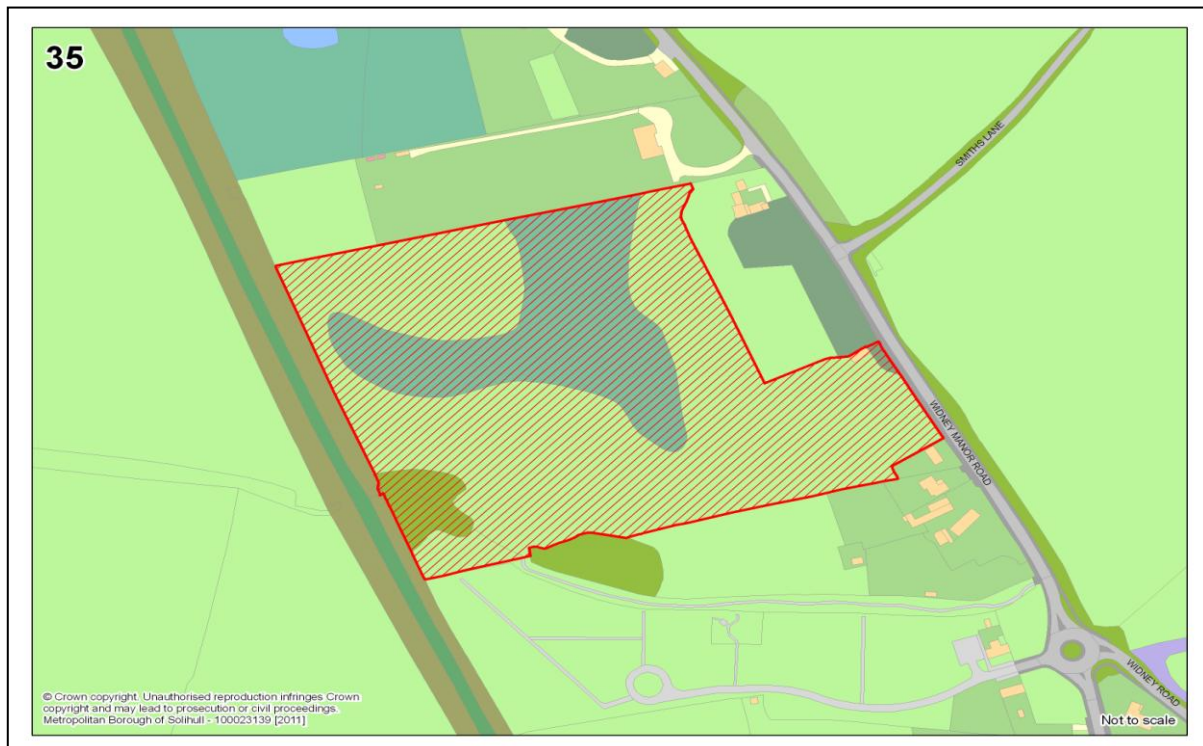 35
SMITHS LANE
WIDNEY MANOR ROAD
WIDNEY ROAD
© Crown copyright. Unauthorised reproduction infringes Crown
copyright and may lead to prosecution or civil proceedings.
Metropolitan Borough of Solihull - 100023139 [2011]
Not to scale